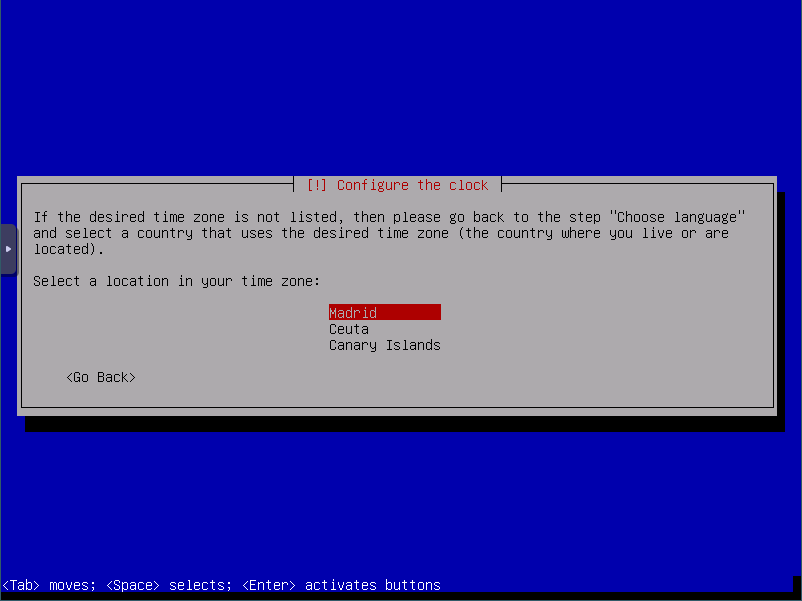 [!] Configure the clock
If the desired time zone is not listed, then please go back to the step "Choose language"
and select a country that uses the desired time zone (the country where you live or are
located).
Select a location in your time zone:
Madrid
Ceuta
Canary Islands
<Go Back>
<Tab> moves; <Space> selects; <Enter> activates buttons